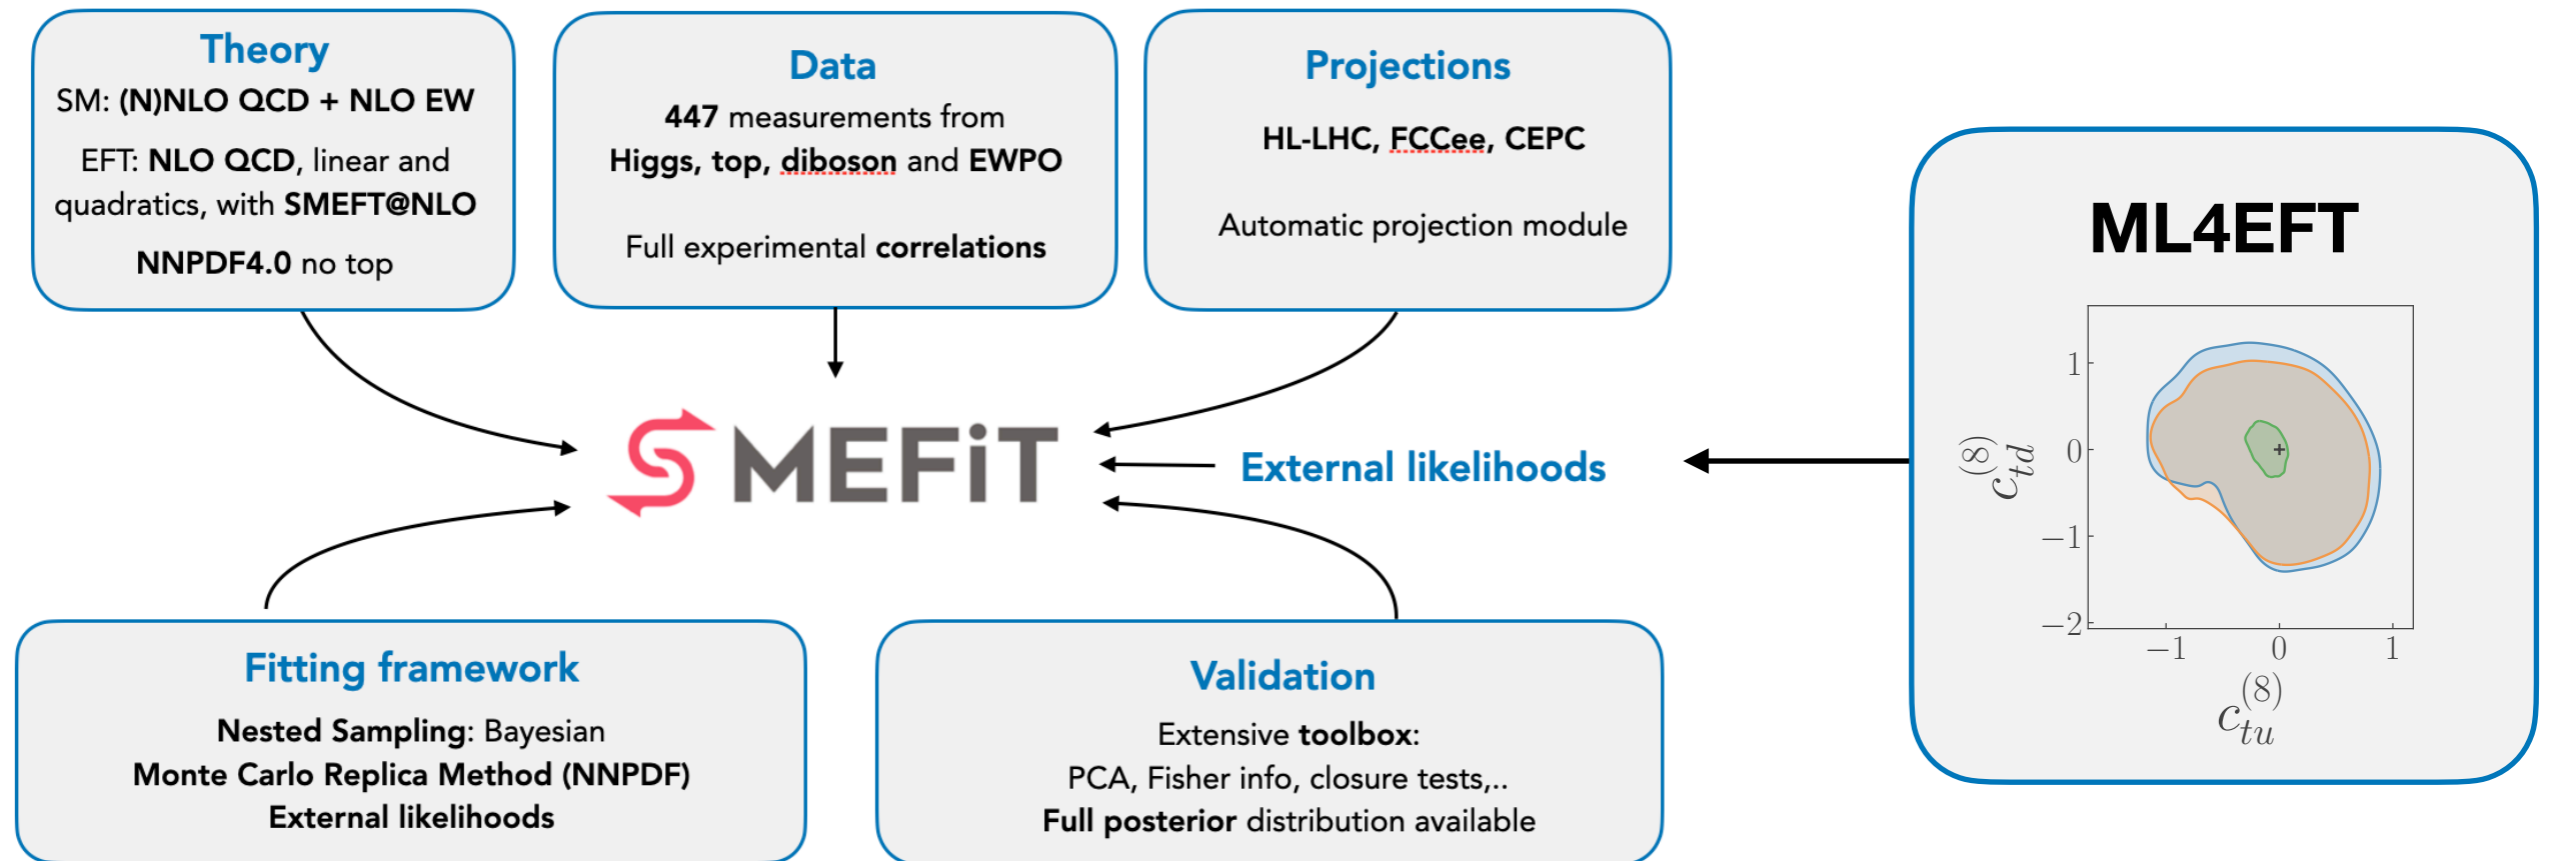 Theory
SM: (N)NLO QCD + NLO EW
EFT: NLO QCD, linear and
quadratics, with SMEFT@NLO
NNPDF4.0 no top
Data
447 measurements from
Higgs, top, diboson and EWPO
Full experimental correlations
Projections
HL-LHC, FCCee, CEPC
Automatic projection module
SMEFiT
External likelihoods
ML4EFT
1
0
−1
−2
c_{td}^{(8)}
−1 0 1
c_{tu}^{(8)}
Fitting framework
Nested Sampling: Bayesian
Monte Carlo Replica Method (NNPDF)
External likelihoods
Validation
Extensive toolbox:
PCA, Fisher info, closure tests,..
Full posterior distribution available